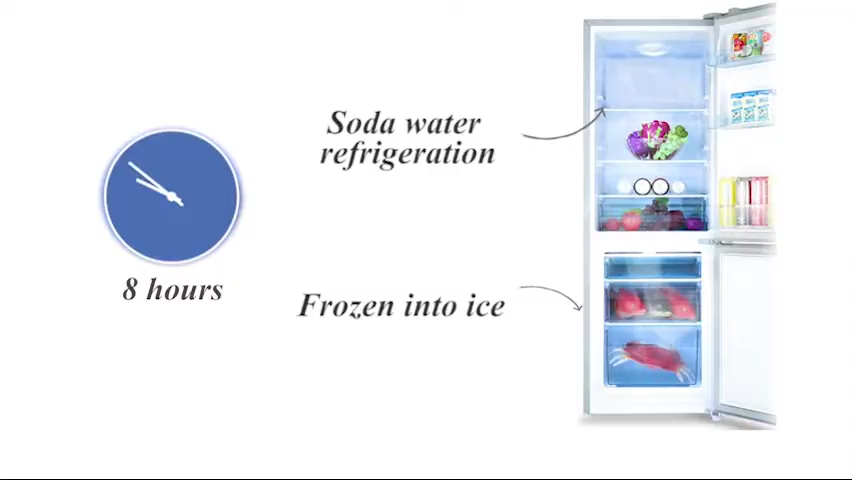 Soda water
refrigeration
8 hours
Frozen into ice